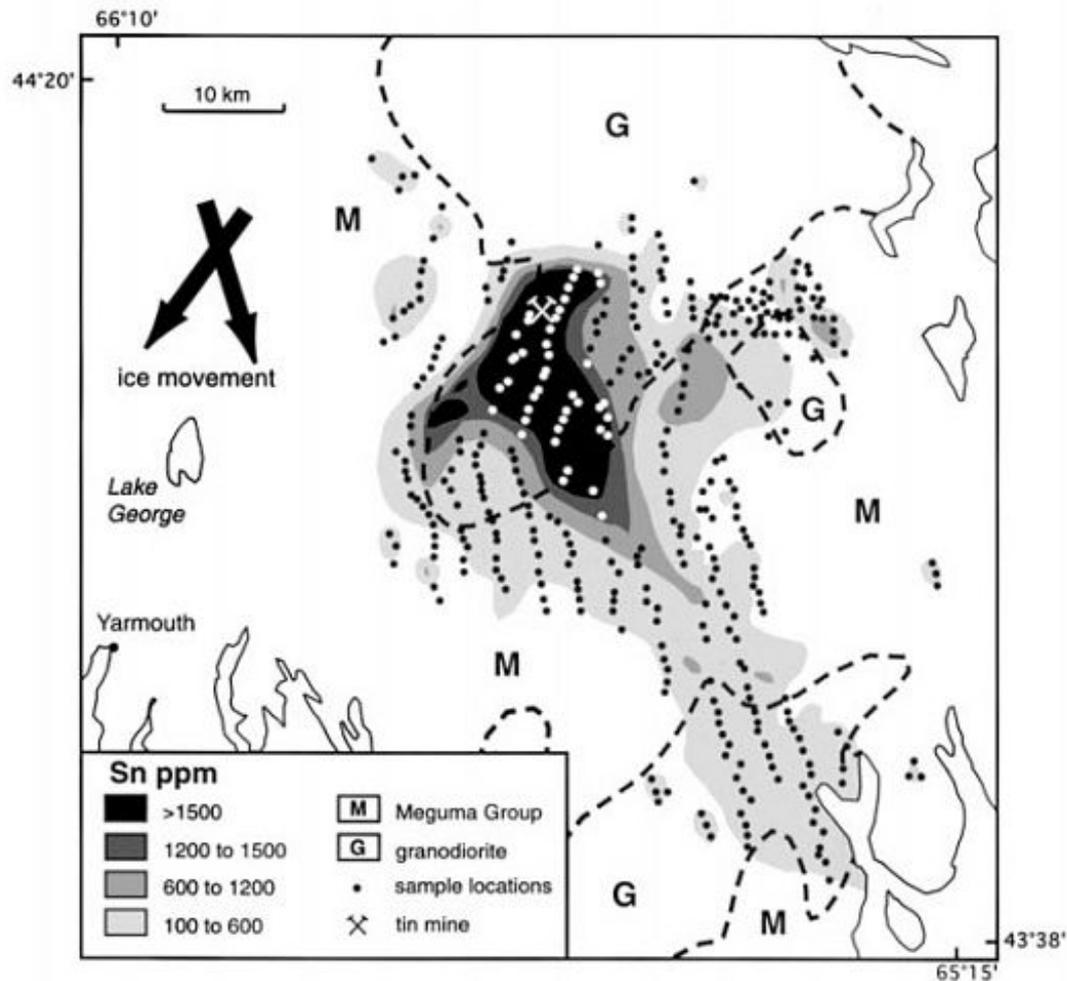 66°10'
44°20'
10 km
G
M
ice movement
G
Lake
George
M
Yarmouth
M
Sn ppm
>1500
M Meguma Group
1200 to 1500
G granodiorite
600 to 1200
sample locations
100 to 600
tin mine
G
M
43°38'
65°15'